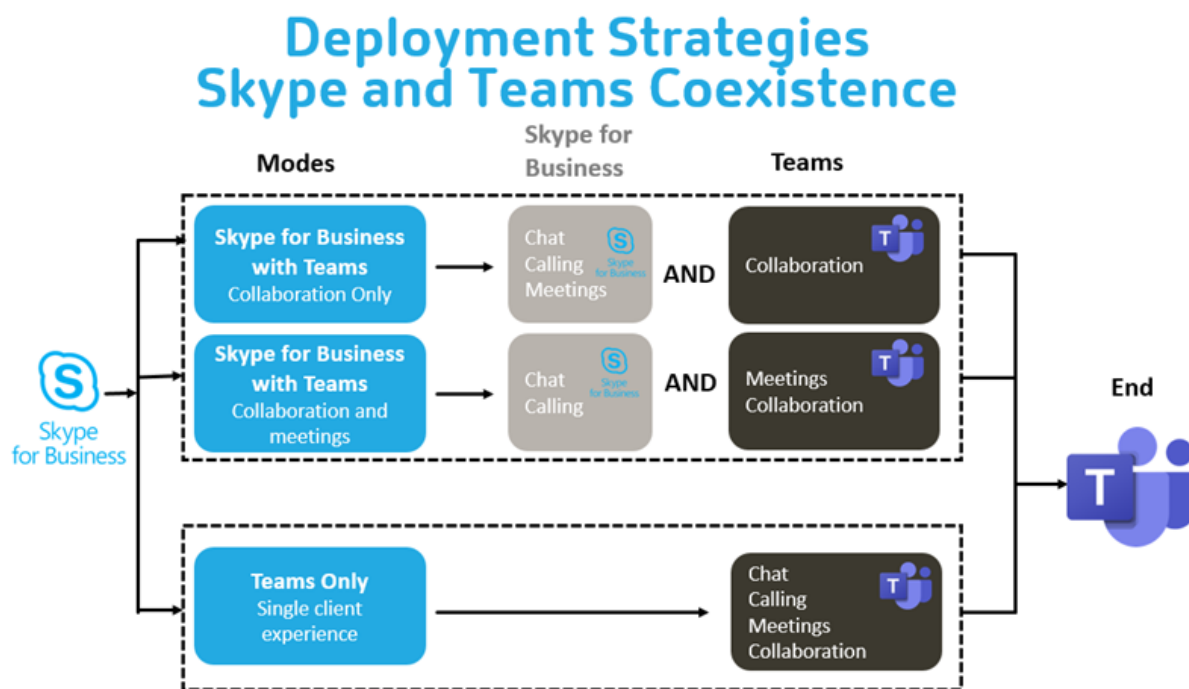 Deployment Strategies
Skype and Teams Coexistence
Modes
Skype for
Business
Teams
Skype for Business
with Teams
Collaboration Only
Chat
Calling
Meetings
S
Skype
for Business
AND
Collaboration
T
Skype for Business
with Teams
Collaboration and
meetings
Chat
Calling
S
Skype
for Business
AND
Meetings
Collaboration
T
S
Skype
for Business
End
T
Teams Only
Single client
experience
Chat
Calling
Meetings
Collaboration
T